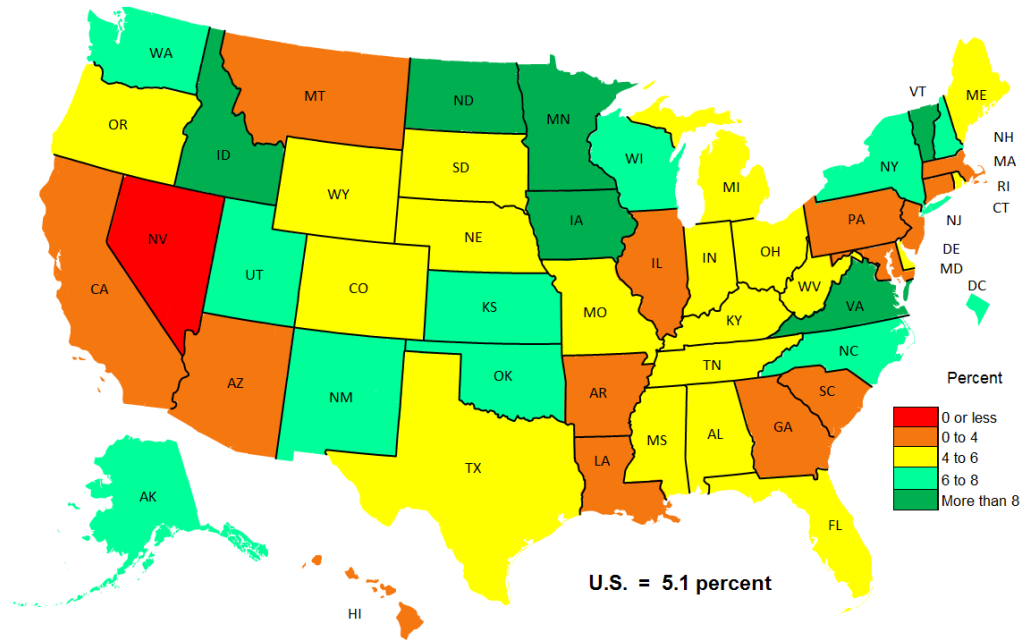 WA
MT
ND
MN
VT
ME
OR
ID
SD
WI
NY
NH
MA
MI
RI
WY
CT
NV
NE
IA
PA
NJ
UT
CO
IL
IN
OH
DE
MD
CA
KS
MO
WV
DC
KY
VA
AZ
NM
OK
TN
NC
AR
SC
Percent
MS
AL
GA
0 or less
0 to 4
LA
4 to 6
TX
6 to 8
AK
More than 8
FL
U.S. = 5.1 percent
HI